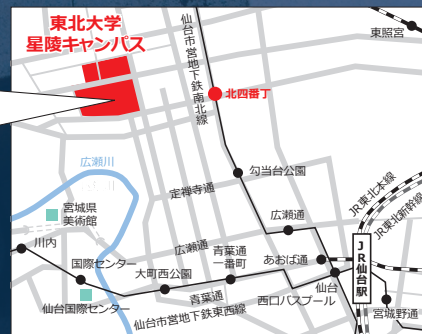 東北大学
星陵キャンパス
東照宮
仙台市営地下鉄南北線
北四番丁
広瀬川
勾当台公園
定禅寺通
宮城県
美術館
JR東北本線
JR東北新幹線
広瀬通
川内
広瀬通
青葉通
一番町
あおば通
国際センター
大町西公園
仙台
JR仙台駅
西口バスプール
青葉通
仙台国際センター
仙台市営地下鉄東西線
宮城野通